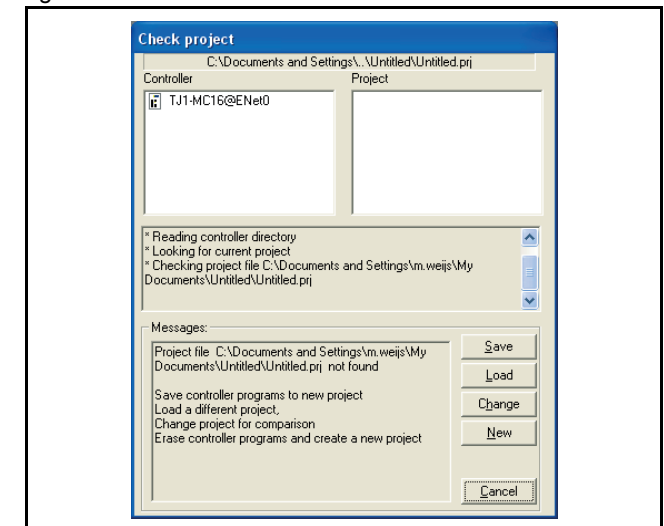 Check project
C:\Documents and Settings\..\Untitled\Untitled.prj
Controller
Project
TJ1-MC16@ENet0
* Reading controller directory
* Looking for current project
* Checking project file C:\Documents and Settings\m.weijs\My
Documents\Untitled\Untitled.prj
Messages:
Project file C:\Documents and Settings\m.weijs\My
Documents\Untitled\Untitled.prj not found
Save controller programs to new project
Load a different project,
Change project for comparison
Erase controller programs and create a new project
Save
Load
Change
New
Cancel